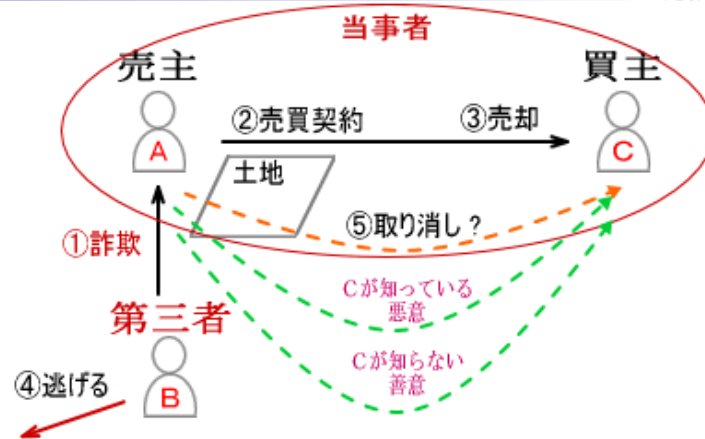 当事者
売主
買主
A
C
②売買契約
③売却
土地
⑤取り消し?
①詐欺
Cが知っている
悪意
第三者
Cが知らない
善意
④逃げる
B